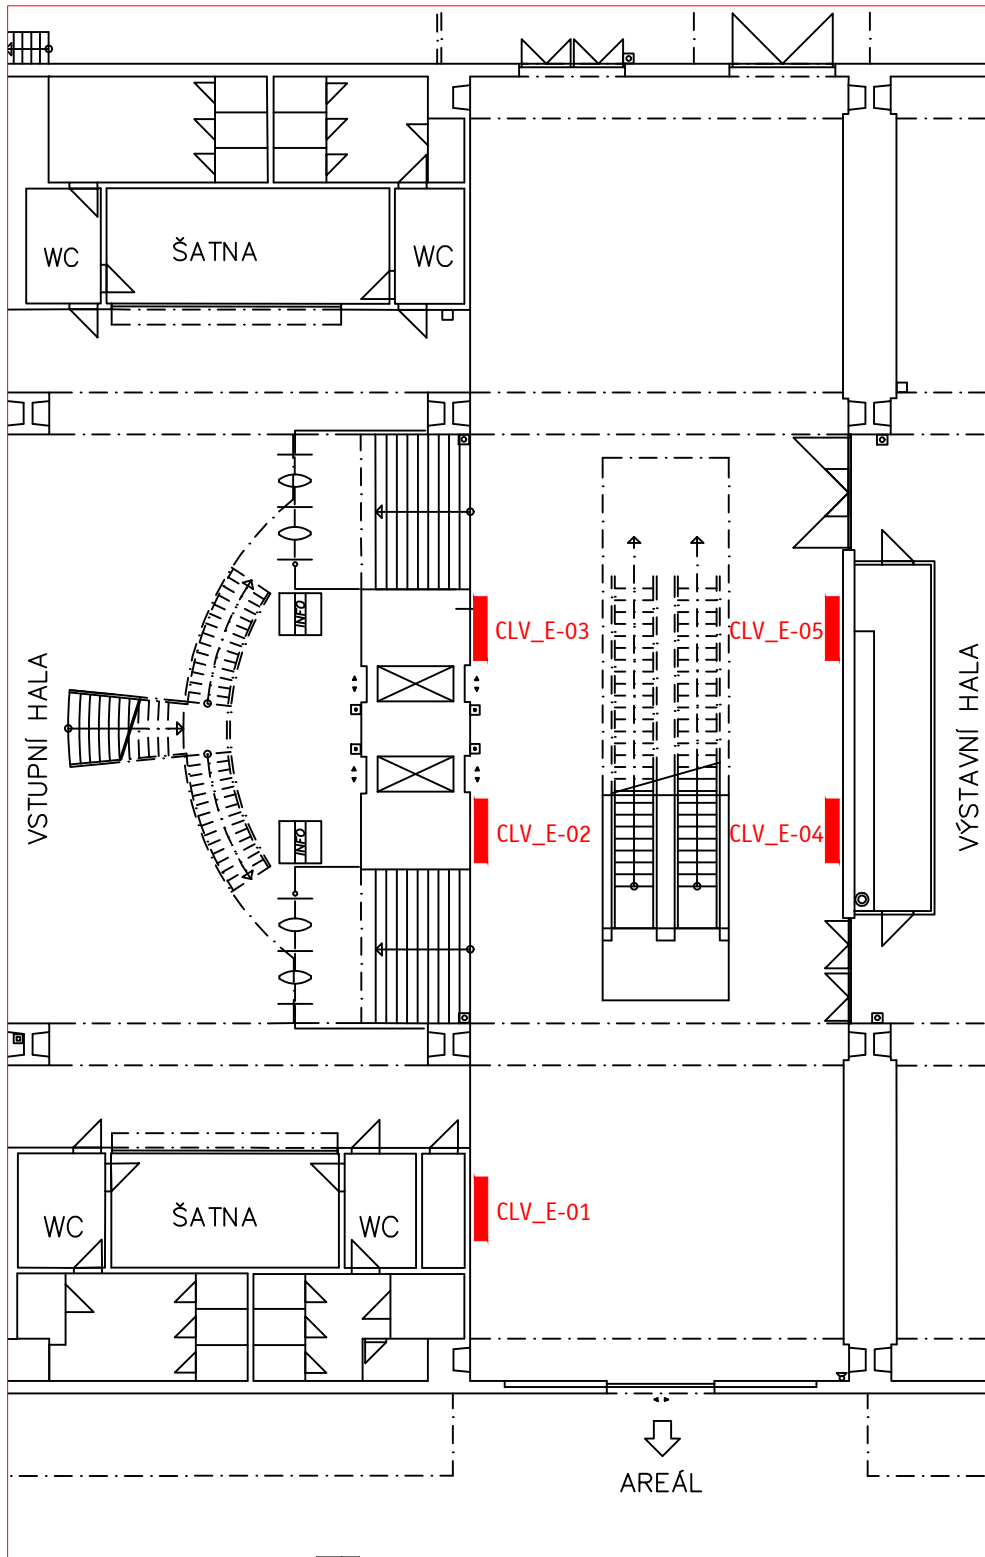 WC
ŠATNA
WC
INFO
CLV_E-03
CLV_E-05
VSTUPNÍ HALA
VÝSTAVNÍ HALA
INFO
CLV_E-02
CLV_E-04
WC
ŠATNA
WC
CLV_E-01
AREÁL